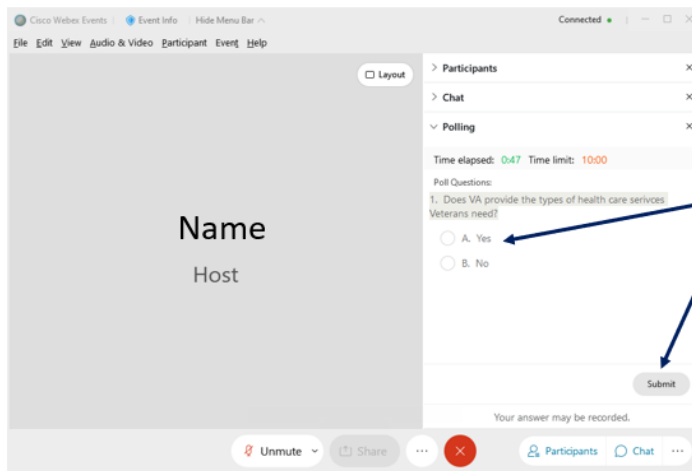 Cisco Webex Events Event Info Hide Menu Bar Connected
File Edit View Audio & Video Participant Event Help
Layout
Participants
Chat
Polling
Time elapsed: 0:47 Time limit: 10:00
Poll Questions:
1. Does VA provide the types of health care serivces
Veterans need?
A. Yes
B. No
Name
Host
Submit
Your answer may be recorded.
Unmute Share Participants Chat